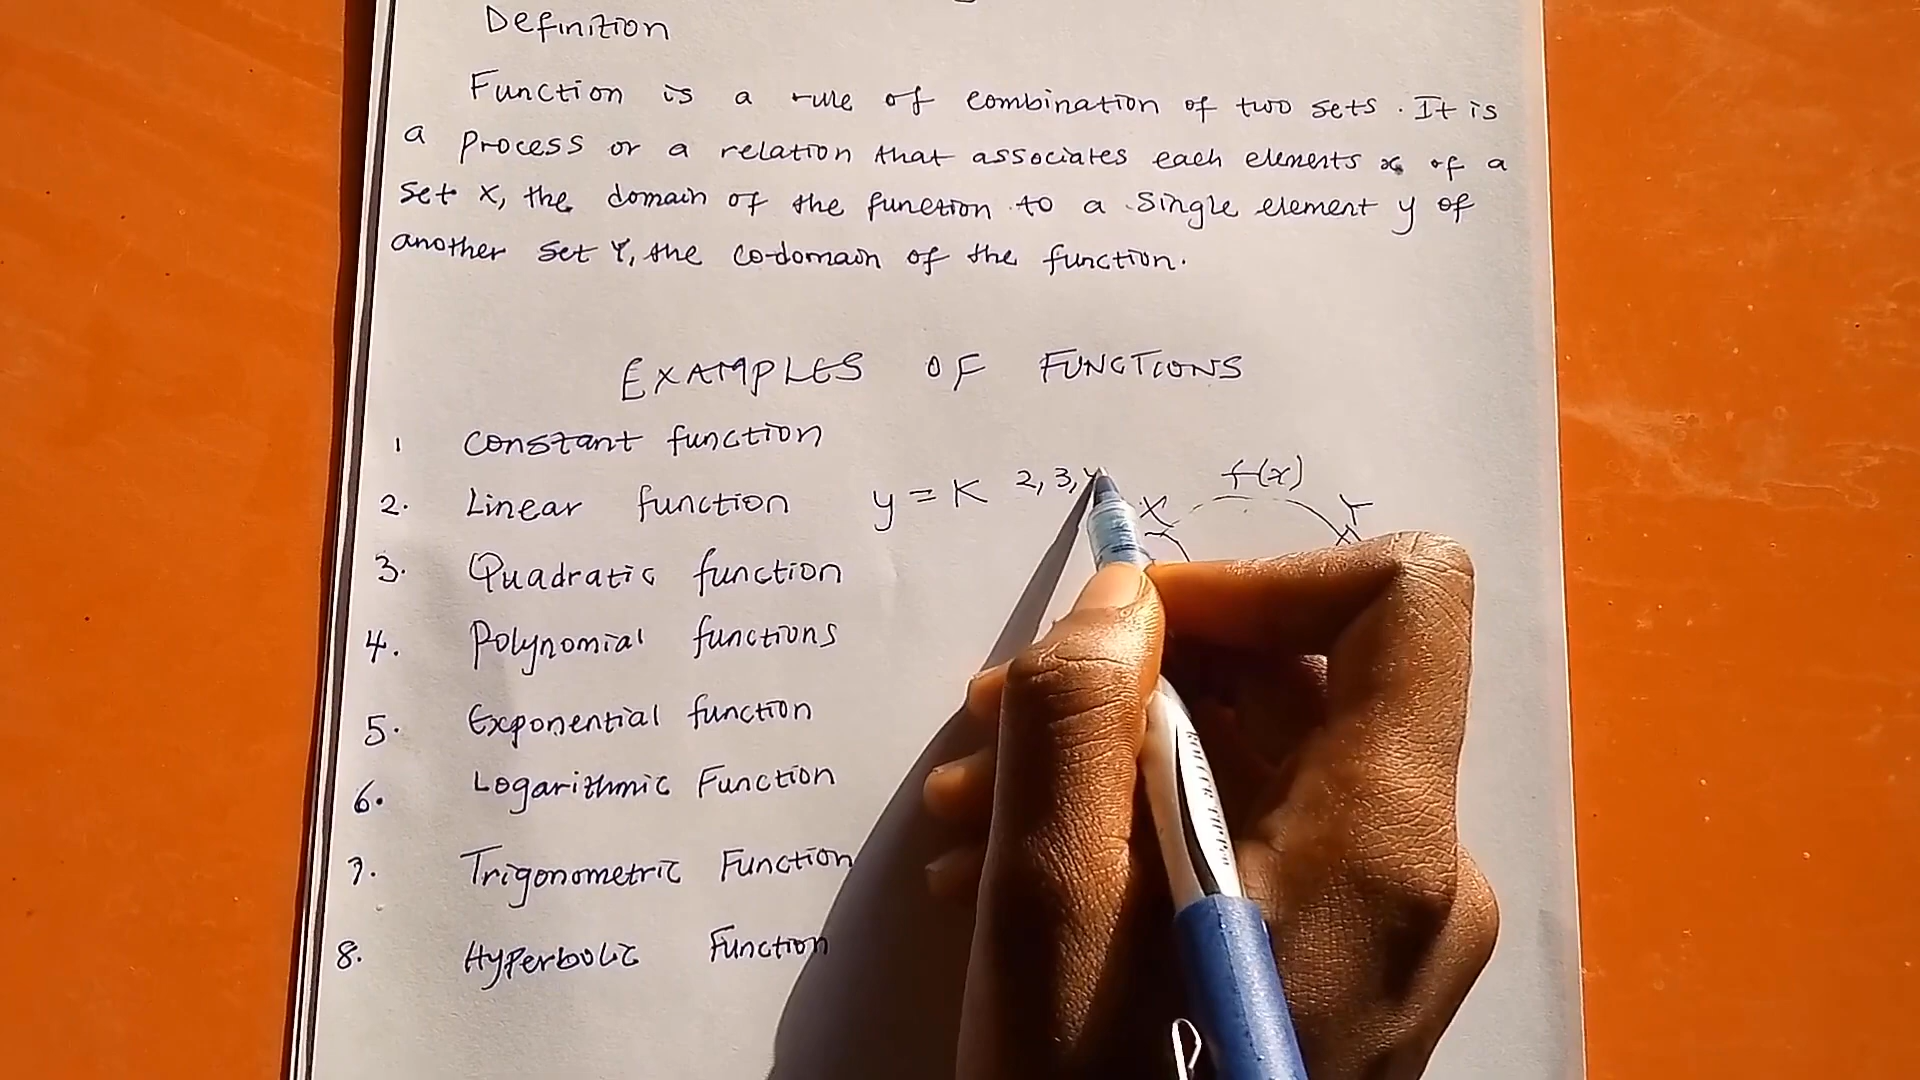 Definition
Function is a rule of combination of two sets. It is
a process or a relation that associates each elements x of a
set X, the domain of the function to a single element y of
another set Y, the co-domain of the function.
EXAMPLES OF FUNCTIONS
1 Constant function
2. Linear function y = K 2, 3, f(x)
X Y
3. Quadratic function
4. Polynomial functions
5. Exponential function
6. Logarithmic Function
7. Trigonometric Function
8. Hyperbolic Function